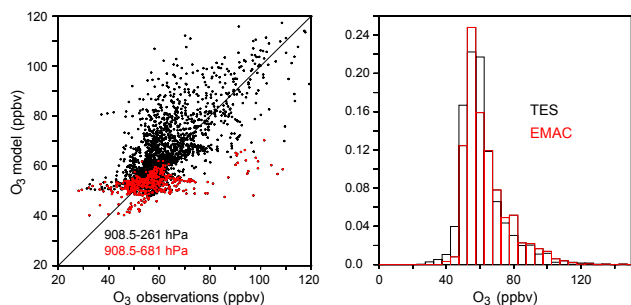 O3 model (ppbv)
120
100
80
60
40
20
908.5-261 hPa
908.5-681 hPa
20 40 60 80 100 120
O3 observations (ppbv)
0.24
0.20
0.16
0.12
0.08
0.04
0.0
TES
EMAC
0 40 80 120
O3 (ppbv)